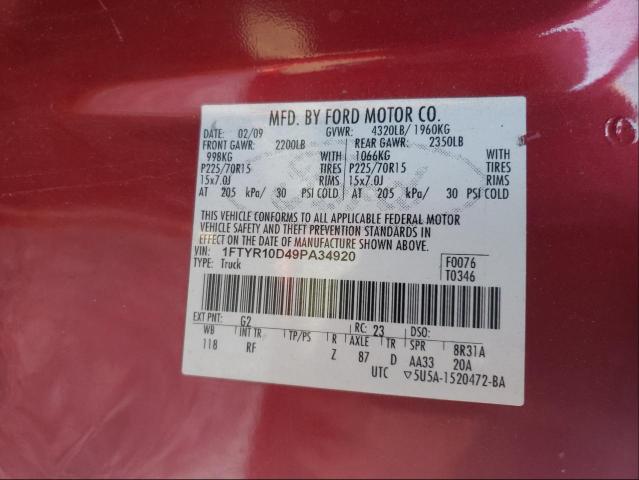 MFD. BY FORD MOTOR CO.
DATE: 02/09 GVWR: 4320LB/ 1960KG
FRONT GAWR: 2200LB REAR GAWR: 2350LB
998KG WITH 1066KG WITH
P225/70R15 TIRES P225/70R15 TIRES
15x7.0J RIMS 15x7.0J RIMS
AT 205 kPa/ 30 PSI COLD AT 205 kPa/ 30 PSI COLD
THIS VEHICLE CONFORMS TO ALL APPLICABLE FEDERAL MOTOR
VEHICLE SAFETY AND THEFT PREVENTION STANDARDS IN
EFFECT ON THE DATE OF MANUFACTURE SHOWN ABOVE.
VIN: 1FTYR10D49PA34920 F0076
TYPE: Truck T0346
EXT PNT: G2 RC: 23 DSO:
WB INT TR TP/PS R AXLE TR SPR 8R31A
118 RF Z 87 D AA33 20A
UTC ▽5U5A-1520472-BA